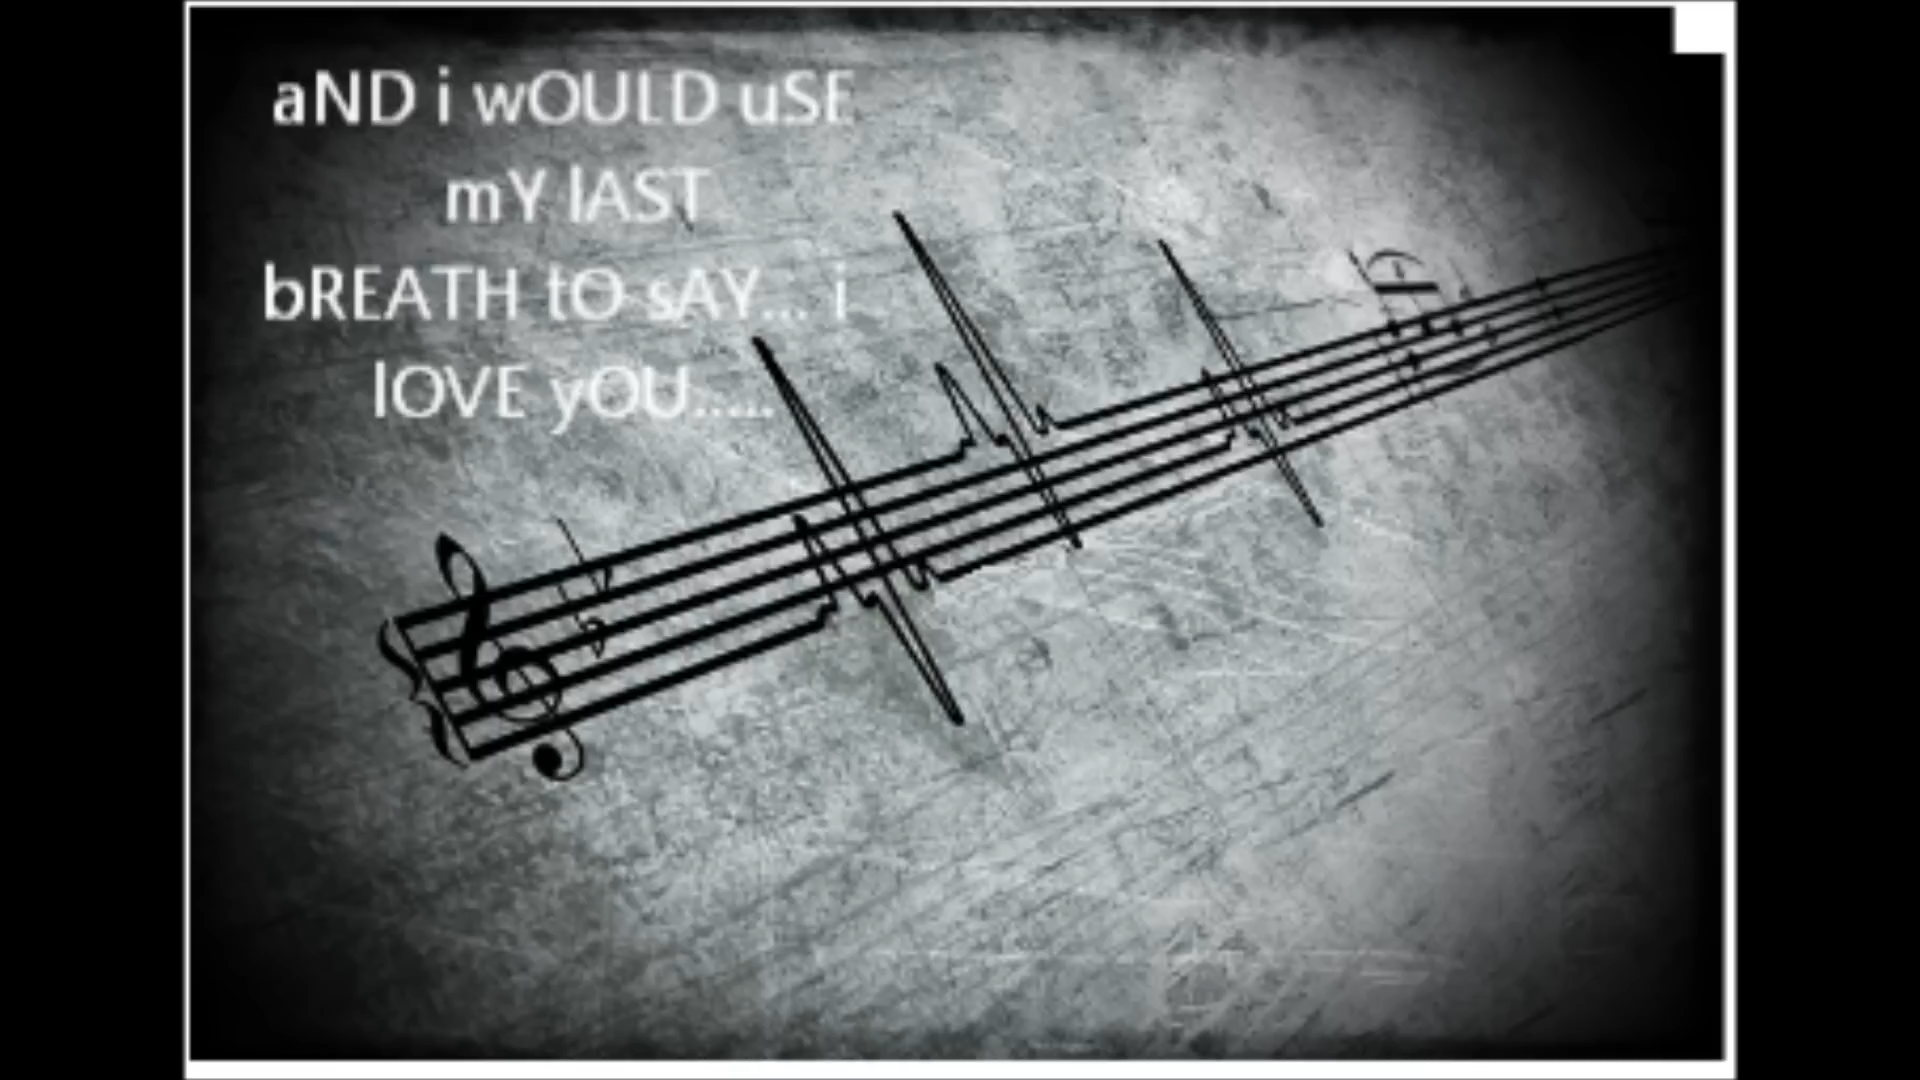 aND i wOULD uSE
mY lAST
bREATH tO sAY... i
lOVE yOU.....